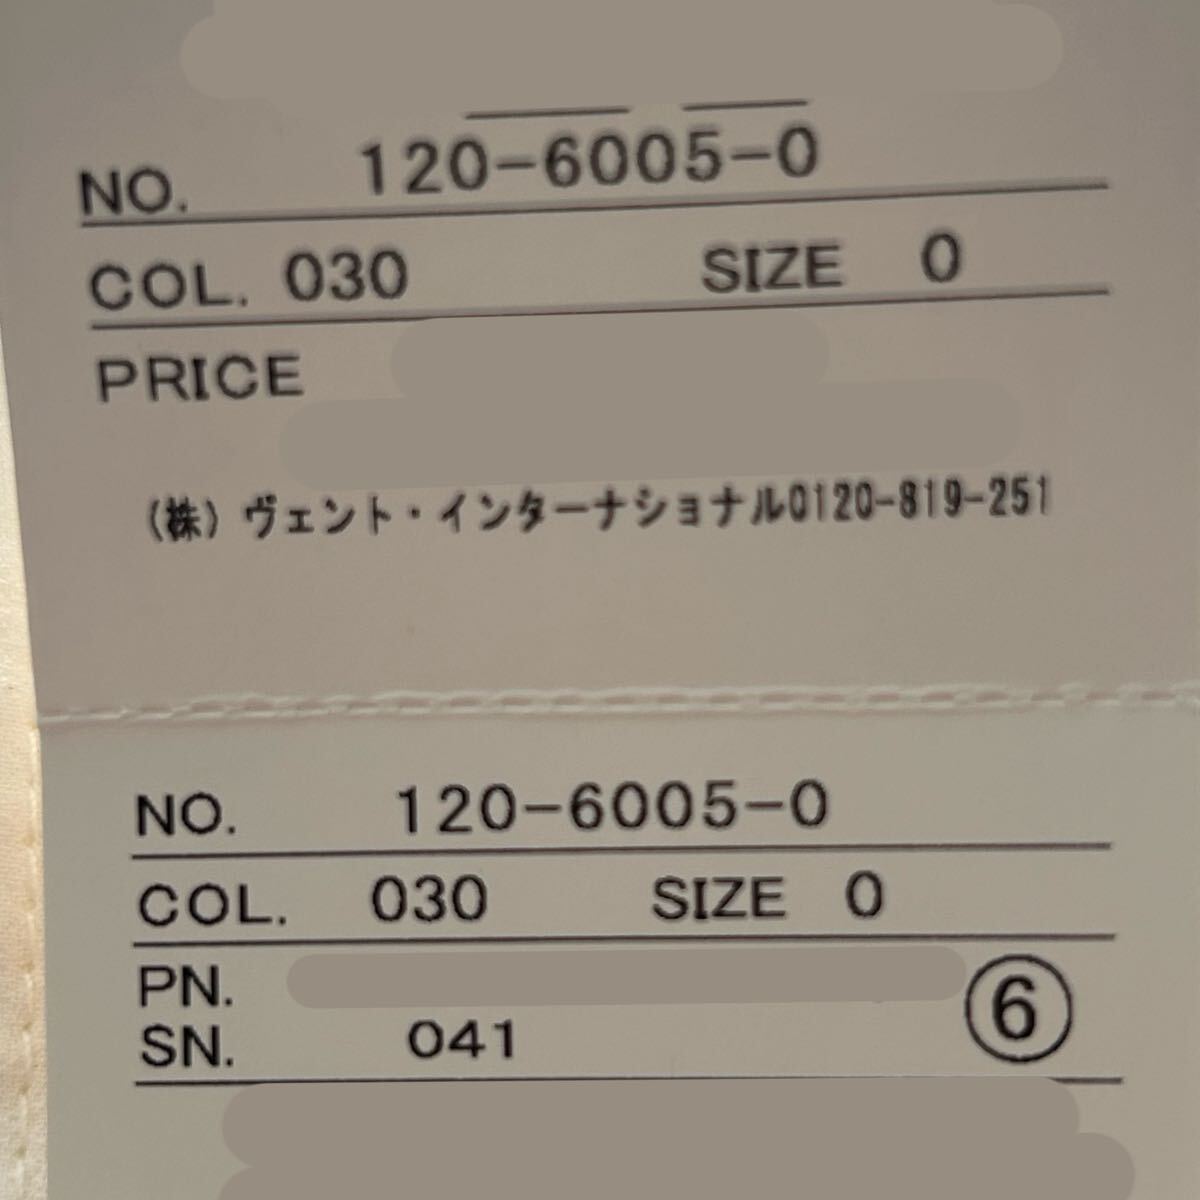 NO. 120-6005-0
COL. 030 SIZE 0
PRICE
(株)ヴェント・インターナショナル0120-819-251
NO. 120-6005-0
COL. 030 SIZE 0
PN. ⑥
SN. 041